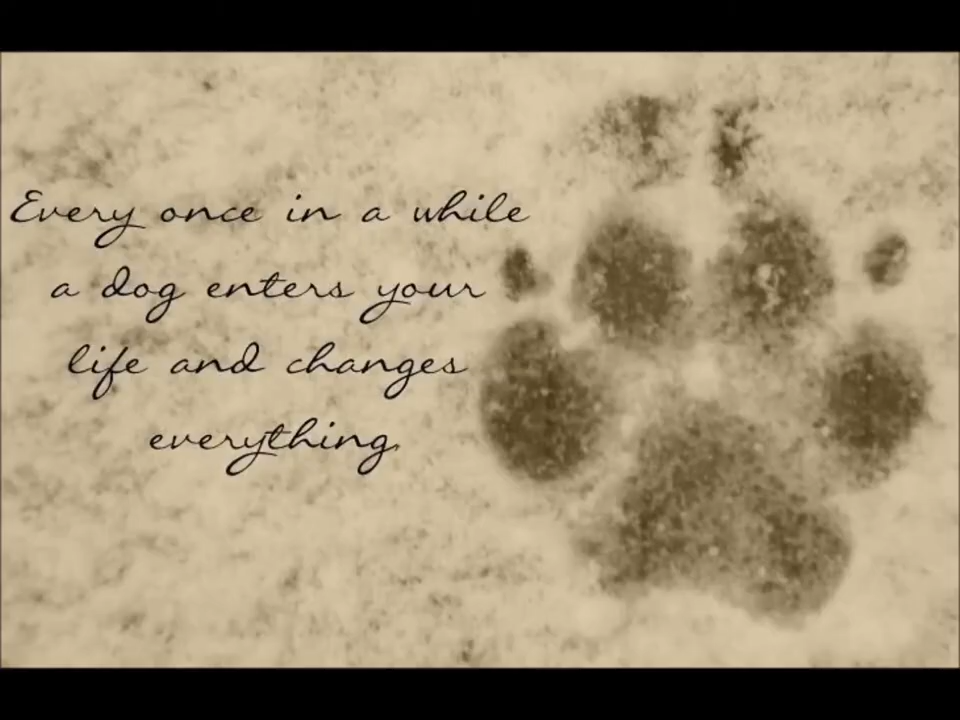 Every once in a while
a dog enters your
life and changes
everything.